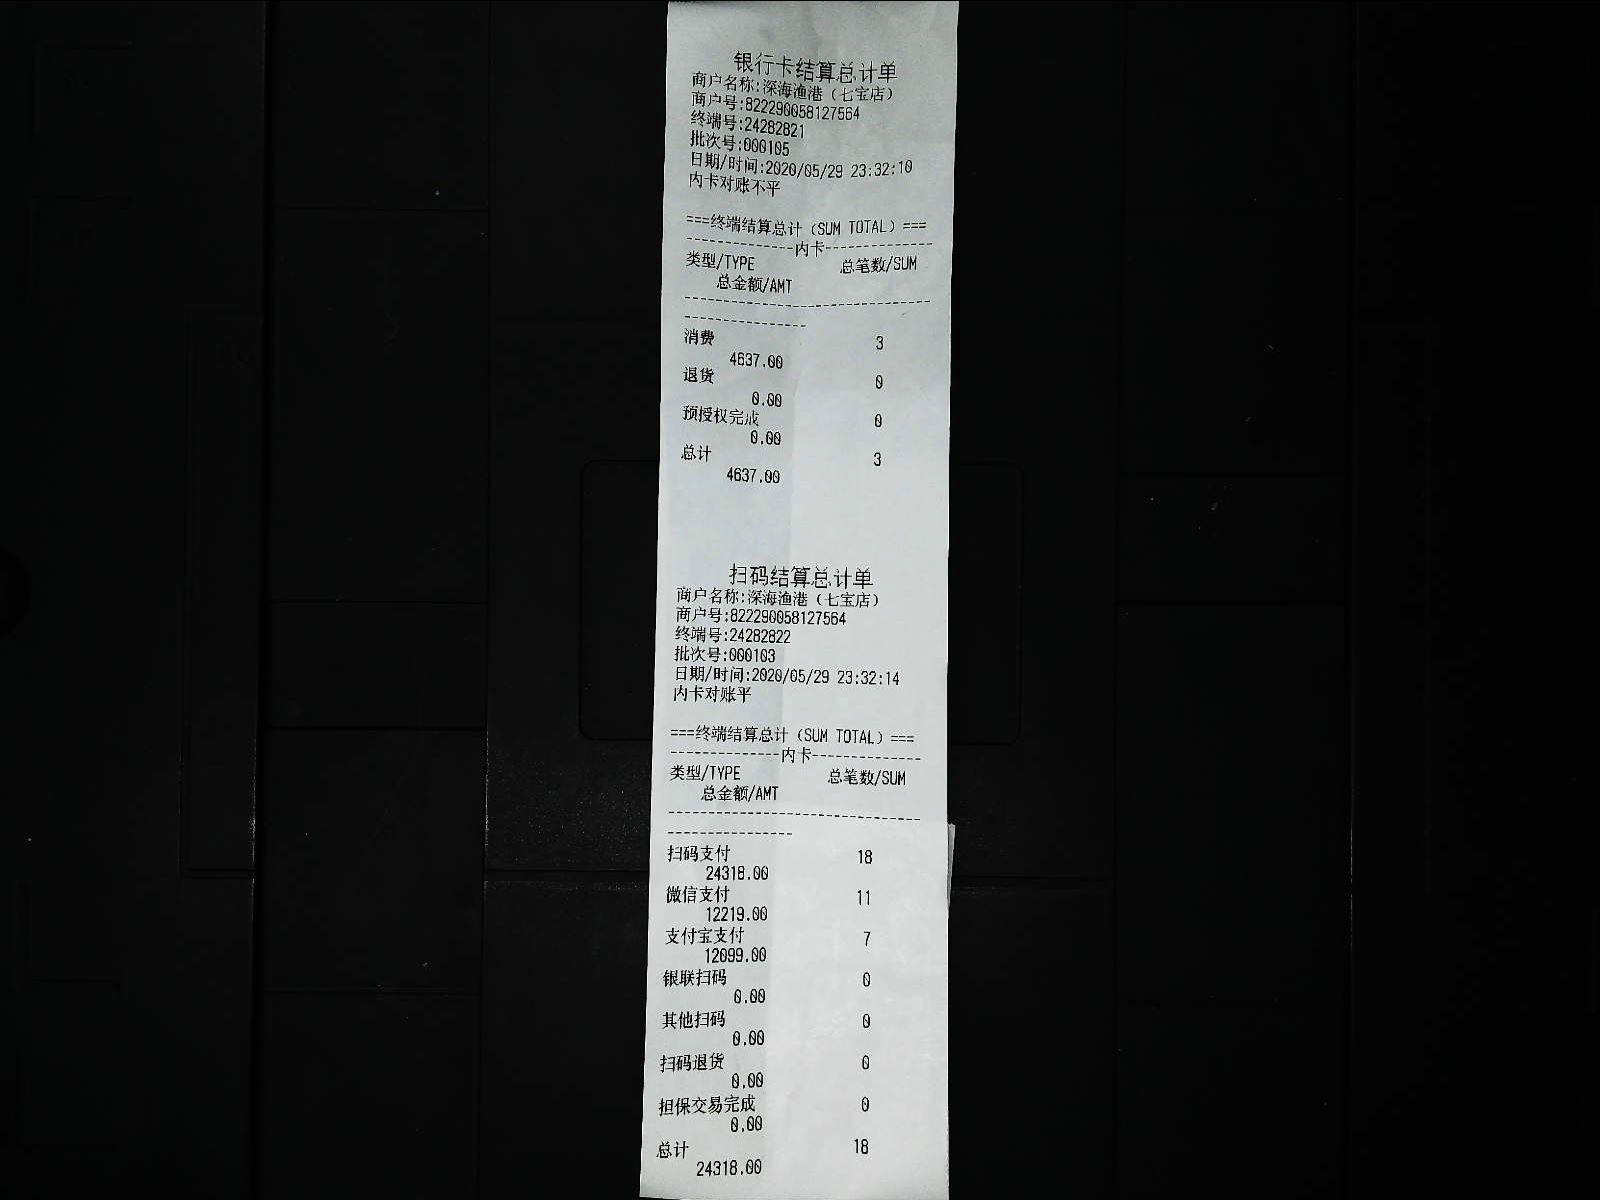 银行卡结算总计单
商户名称:深海渔港（七宝店）
商户号:822290058127564
终端号:24282821
批次号:000105
日期/时间:2020/05/29 23:32:10
内卡对账不平
===终端结算总计（SUM TOTAL）===
--------------内卡--------------
类型/TYPE 总笔数/SUM
总金额/AMT
--------------------------------
----------------
消费 3
4637.00
退货 0
0.00
预授权完成 0
0.00
总计 3
4637.00
扫码结算总计单
商户名称:深海渔港（七宝店）
商户号:822290058127564
终端号:24282822
批次号:000103
日期/时间:2020/05/29 23:32:14
内卡对账平
===终端结算总计（SUM TOTAL）===
--------------内卡--------------
类型/TYPE 总笔数/SUM
总金额/AMT
--------------------------------
----------------
扫码支付 18
24318.00
微信支付 11
12219.00
支付宝支付 7
12099.00
银联扫码 0
0.00
其他扫码 0
0.00
扫码退货 0
0.00
担保交易完成 0
0.00
总计 18
24318.00